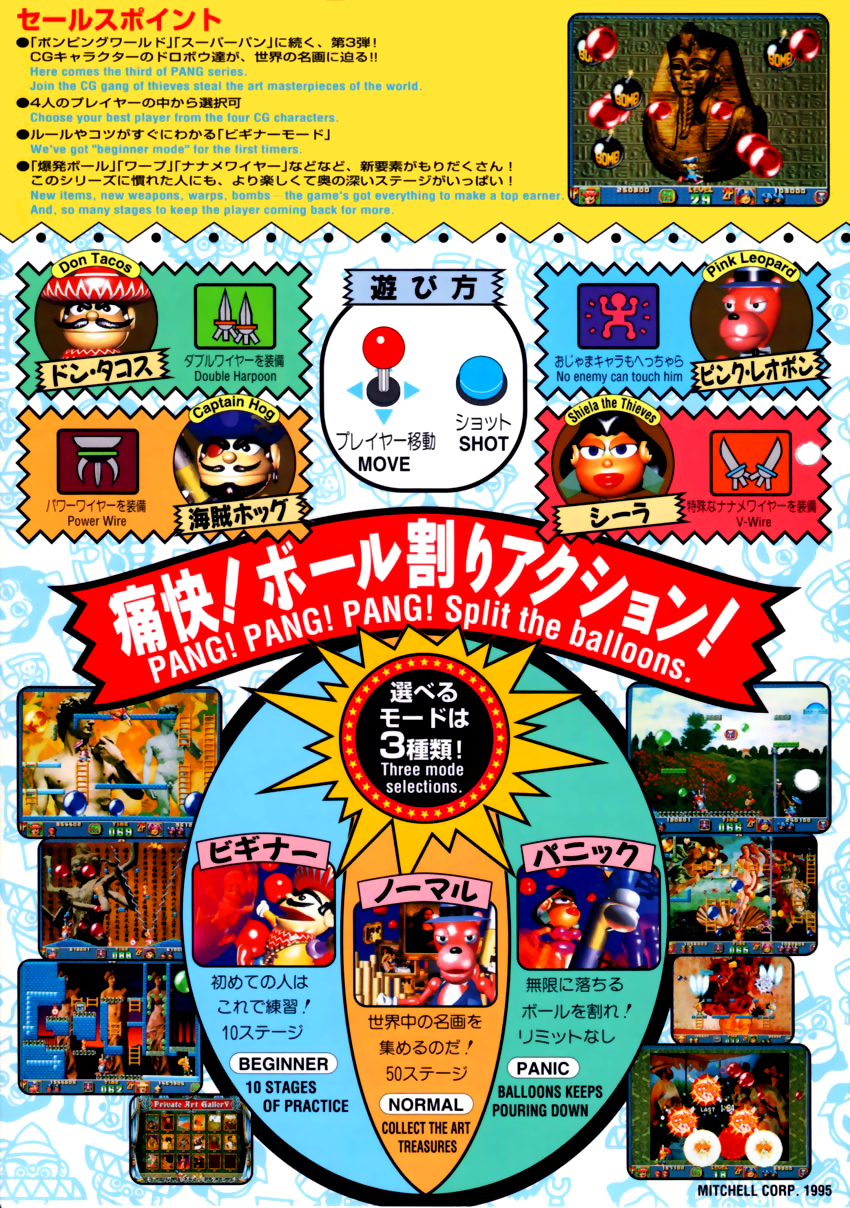 セールスポイント
●「ポンピングワールド」「スーパーパン」に続く、第3弾!
CGキャラクターのドロボウ達が、世界の名画に迫る!!
Here comes the third of PANG series.
Join the CG gang of thieves steal the art masterpieces of the world.
●4人のプレイヤーの中から選択可
Choose your best player from the four CG characters.
●ルールやコツがすぐにわかる「ビギナーモード」
We've got "beginner mode" for the first timers.
●「爆発ボール」「ワープ」「ナナメワイヤー」などなど、新要素がもりだくさん!
このシリーズに慣れた人にも、より楽しくて奥の深いステージがいっぱい!
New items, new weapons, warps, bombs – the game's got everything to make a top earner.
And, so many stages to keep the player coming back for more.
BOMB
BOMB
BOMB
LEVEL
29
Don Tacos
ドン・タコス
ダブルワイヤーを装備
Double Harpoon
遊び方
プレイヤー移動
MOVE
ショット
SHOT
Pink Leopard
ピンク・レオポン
おじゃまキャラもへっちゃら
No enemy can touch him
Captain Hog
海賊ホッグ
パワーワイヤーを装備
Power Wire
Shiela the Thieves
シーラ
特殊なナナメワイヤーを装備
V-Wire
痛快!ボール割りアクション!
PANG! PANG! PANG! Split the balloons.
選べる
モードは
3種類!
Three mode
selections.
ビギナー
初めての人は
これで練習!
10ステージ
BEGINNER
10 STAGES
OF PRACTICE
ノーマル
世界中の名画を
集めるのだ!
50ステージ
NORMAL
COLLECT THE ART
TREASURES
パニック
無限に落ちる
ボールを割れ!
リミットなし
PANIC
BALLOONS KEEPS
POURING DOWN
Private Art Gallery
MITCHELL CORP. 1995